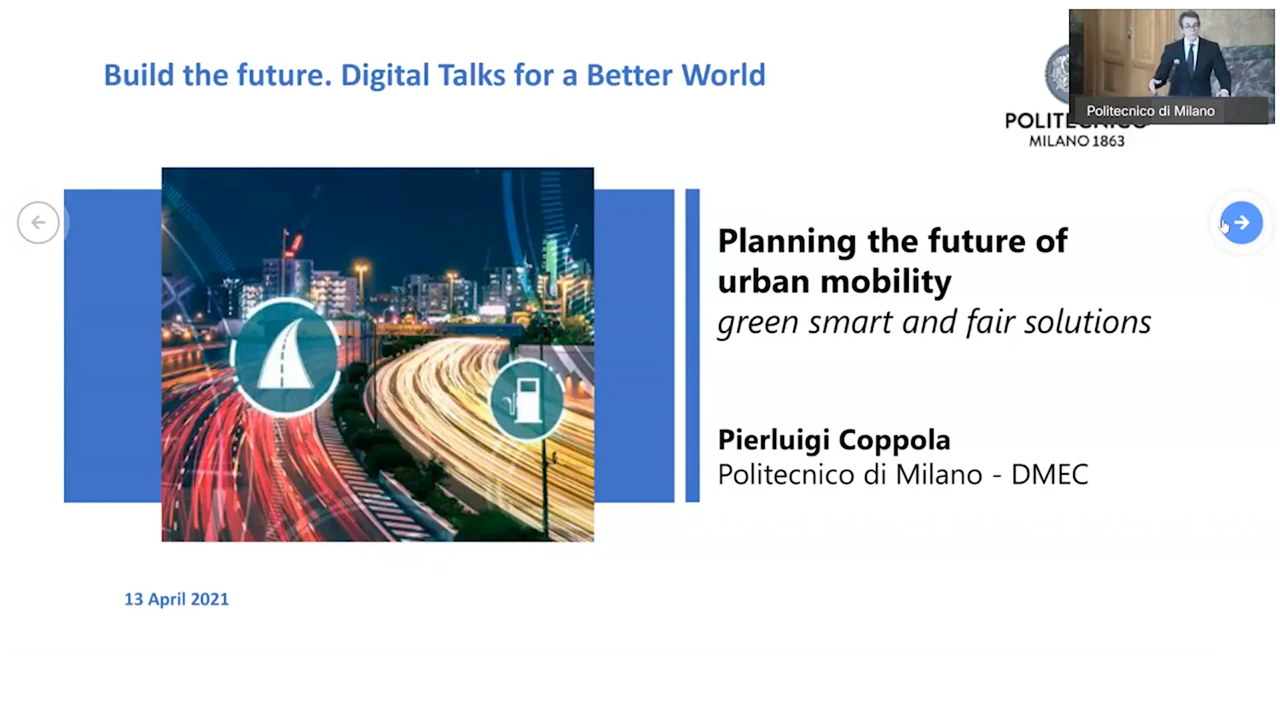 Build the future. Digital Talks for a Better World
Politecnico di Milano
POLITECNICO
MILANO 1863
Planning the future of
urban mobility
green smart and fair solutions
Pierluigi Coppola
Politecnico di Milano - DMEC
13 April 2021